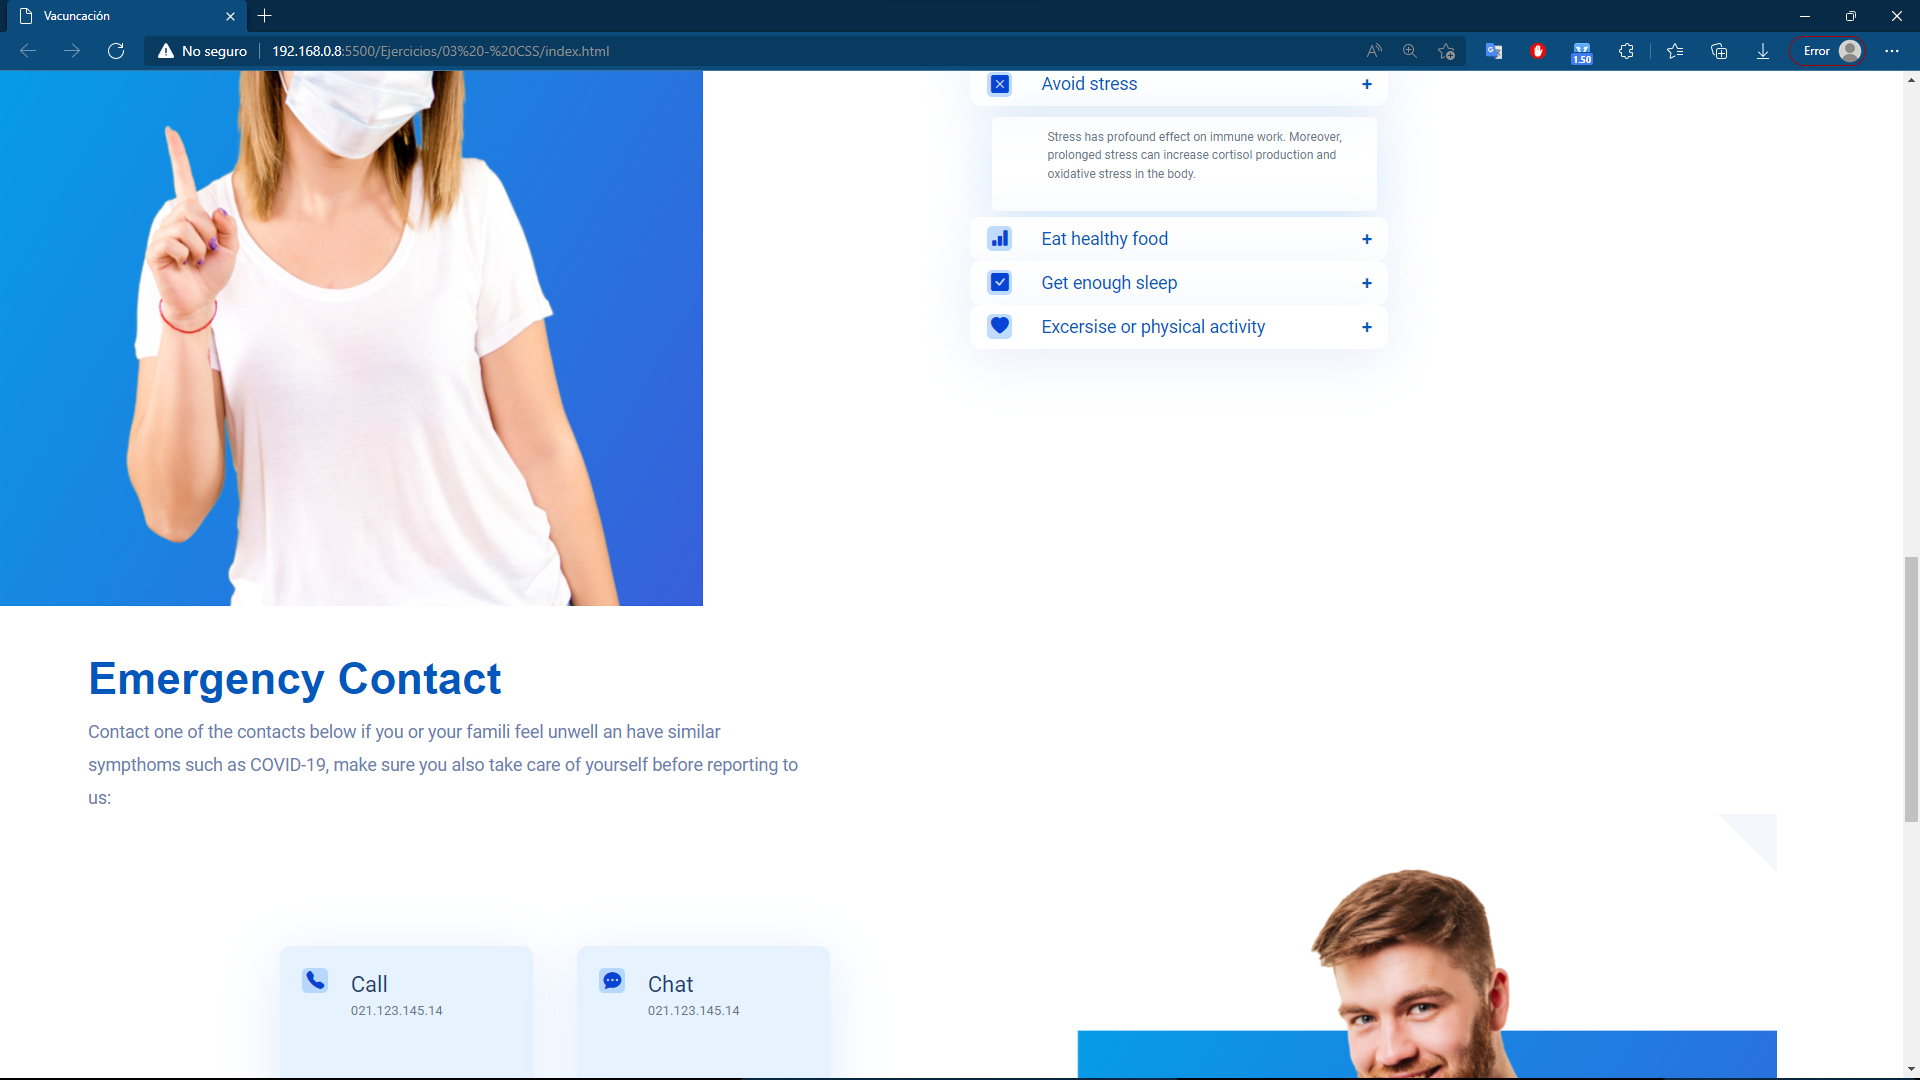 Vacuncación
No seguro
192.168.0.8:5500/Ejercicios/03%20-%20CSS/index.html
1.50
Error
Avoid stress
+
Stress has profound effect on immune work. Moreover,
prolonged stress can increase cortisol production and
oxidative stress in the body.
Eat healthy food
+
Get enough sleep
+
Excersise or physical activity
+
Emergency Contact
Contact one of the contacts below if you or your famili feel unwell an have similar
sympthoms such as COVID-19, make sure you also take care of yourself before reporting to
us:
Call
021.123.145.14
Chat
021.123.145.14